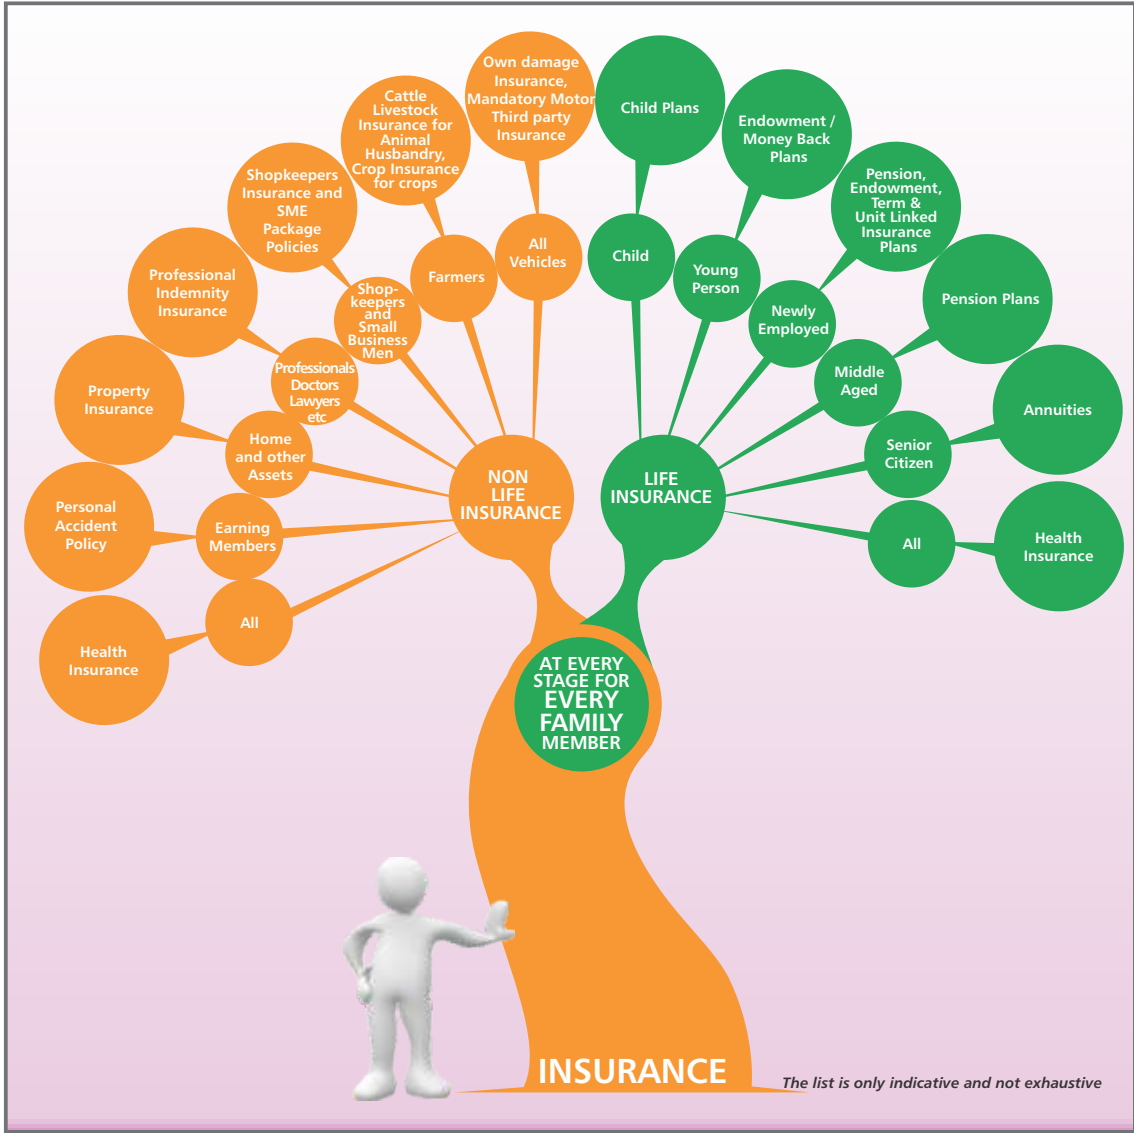 Own damage
Insurance,
Mandatory Motor
Third party
Insurance
Child Plans
Cattle
Livestock
Insurance for
Animal
Husbandry,
Crop Insurance
for crops
Endowment /
Money Back
Plans
Shopkeepers
Insurance and
SME
Package
Policies
Pension,
Endowment,
Term &
Unit Linked
Insurance
Plans
All
Vehicles
Child
Farmers
Young
Person
Professional
Indemnity
Insurance
Shop-
keepers
and
Small
Business
Men
Newly
Employed
Pension Plans
Professionals
Doctors
Lawyers
etc
Middle
Aged
Property
Insurance
Annuities
Home
and other
Assets
Senior
Citizen
NON
LIFE
INSURANCE
LIFE
INSURANCE
Personal
Accident
Policy
Earning
Members
All
Health
Insurance
All
Health
Insurance
AT EVERY
STAGE FOR
EVERY
FAMILY
MEMBER
INSURANCE
The list is only indicative and not exhaustive